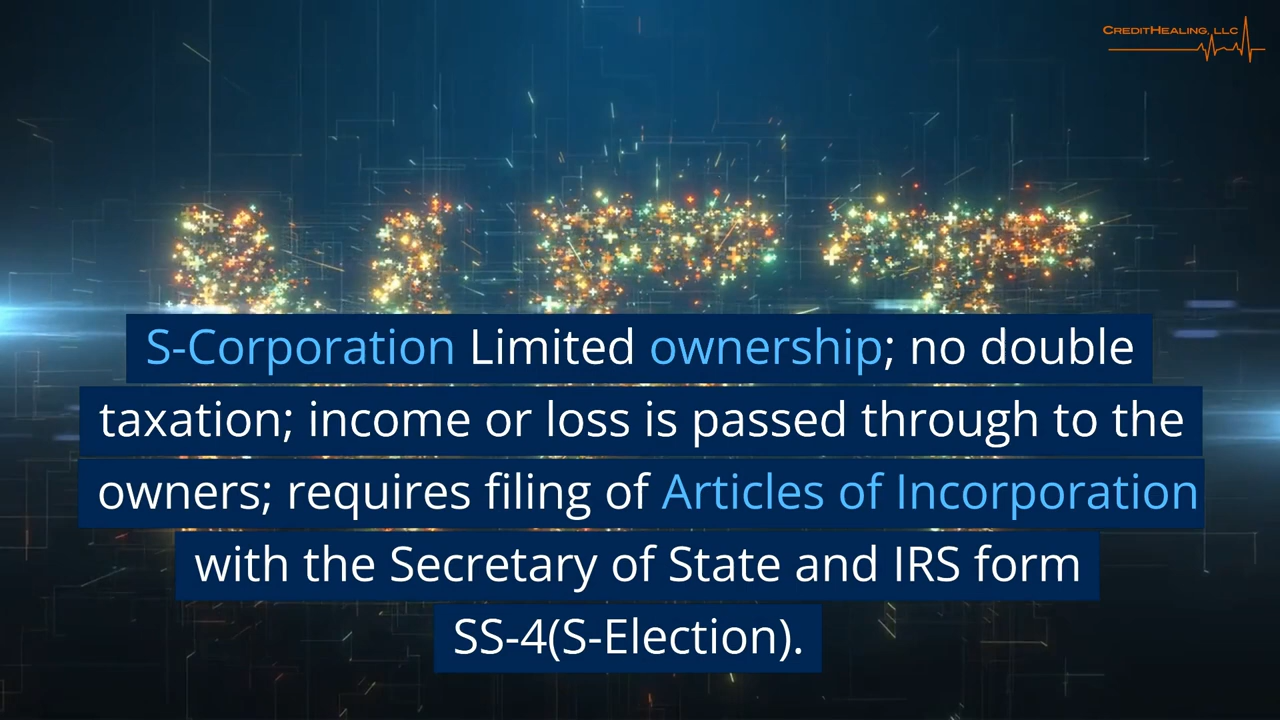 CREDITHEALING, LLC
S-Corporation Limited ownership; no double
taxation; income or loss is passed through to the
owners; requires filing of Articles of Incorporation
with the Secretary of State and IRS form
SS-4(S-Election).